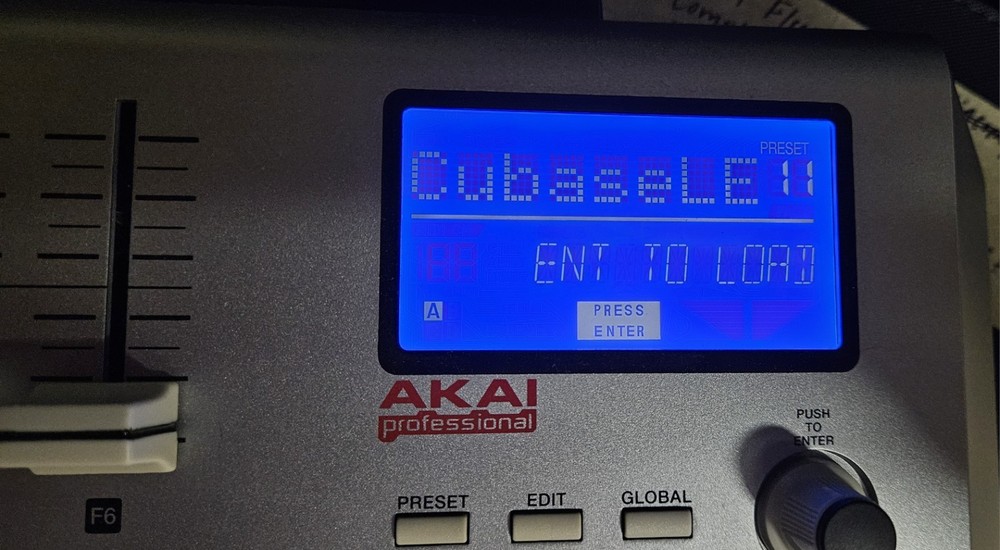 PRESET
CubaseLE 11
ENT TO LOAD
A
PRESS
ENTER
AKAI
professional
PUSH
TO
ENTER
PRESET EDIT GLOBAL
F6